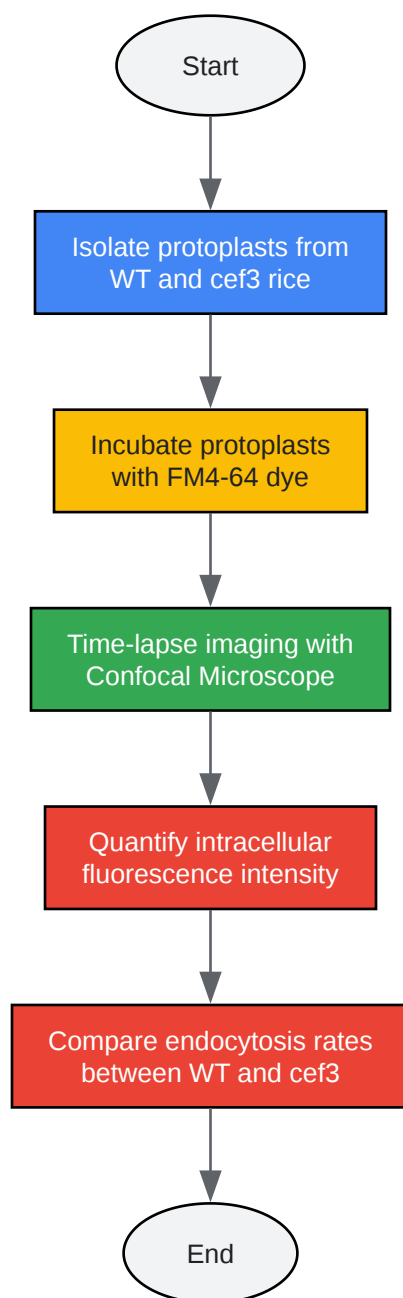 Start
Isolate protoplasts from
WT and cef3 rice
Incubate protoplasts
with FM4-64 dye
Time-lapse imaging with
Confocal Microscope
Quantify intracellular
fluorescence intensity
Compare endocytosis rates
between WT and cef3
End